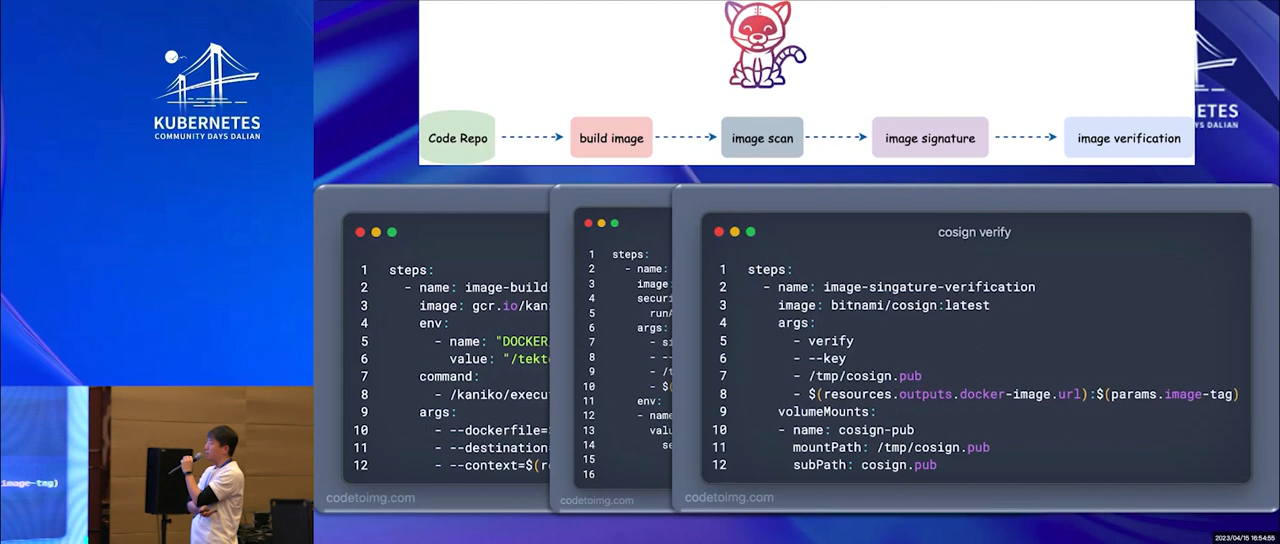 KUBERNETES
COMMUNITY DAYS DALIAN
Code Repo
build image
image scan
image signature
image verification
KUBERNETES
COMMUNITY DAYS DALIAN
1 steps:
2 - name: image-build
3 image: gcr.io/kan
4 env:
5 - name: "DOCKER
6 value: "/tekt
7 command:
8 - /kaniko/execu
9 args:
10 - --dockerfile=
11 - --destination
12 - --context=$(r
codetoimg.com
1 steps:
2 - name:
3 image:
4 securi
5 run
6 args:
7 - si
8 - --
9 - /t
10 - $(
11 env:
12 - name
13 valu
14 se
15
16
codetoimg.com
cosign verify
1 steps:
2 - name: image-singature-verification
3 image: bitnami/cosign:latest
4 args:
5 - verify
6 - --key
7 - /tmp/cosign.pub
8 - $(resources.outputs.docker-image.url):$(params.image-tag)
9 volumeMounts:
10 - name: cosign-pub
11 mountPath: /tmp/cosign.pub
12 subPath: cosign.pub
codetoimg.com
image-tag)
2023/04/15 16:54:55